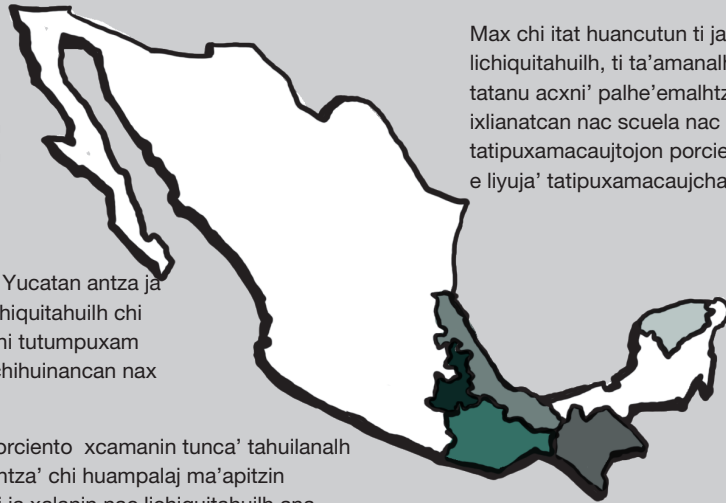 Max chi itat huancutun ti ja
lichiquitahuilh, ti ta'amanalh
tatanu acxni' palhe'emalhtz
ixlianatcan nac scuela nac
tatipuxamacaujtojon porcie
e liyuja' tatipuxamacaujcha
Yucatan antza ja
hiquitahuilh chi
ni tutumpuxam
chihuinancan nax
orciento xcamanin tunca' tahuilanalh
ntza' chi huampalaj ma'apitzin